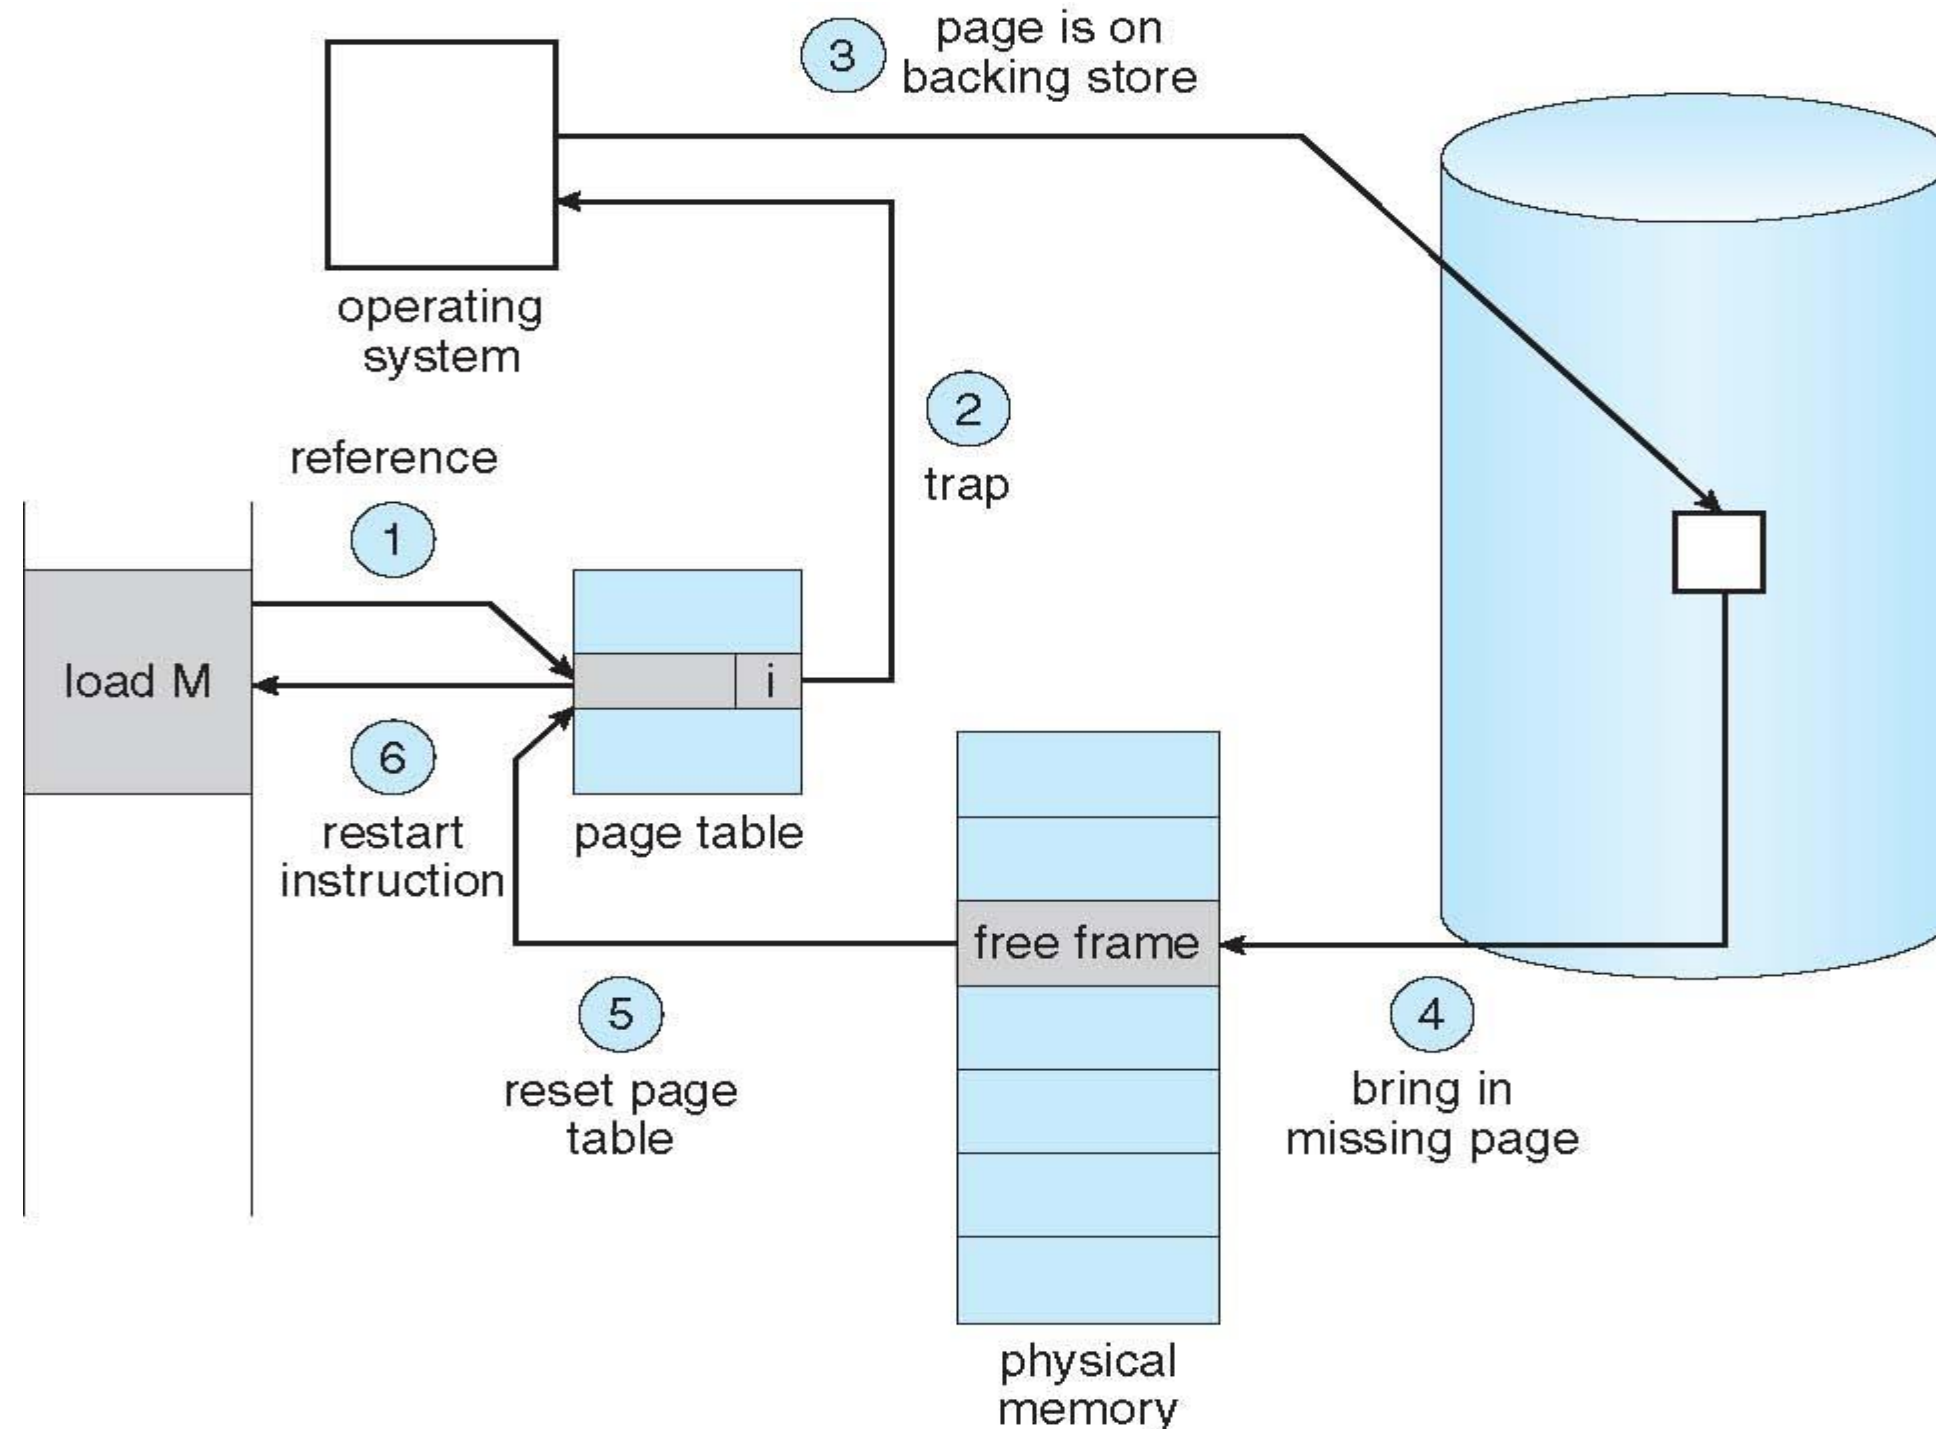 3
page is on
backing store
operating
system
2
trap
reference
1
load M
i
6
restart
instruction
page table
free frame
5
reset page
table
4
bring in
missing page
physical
memory